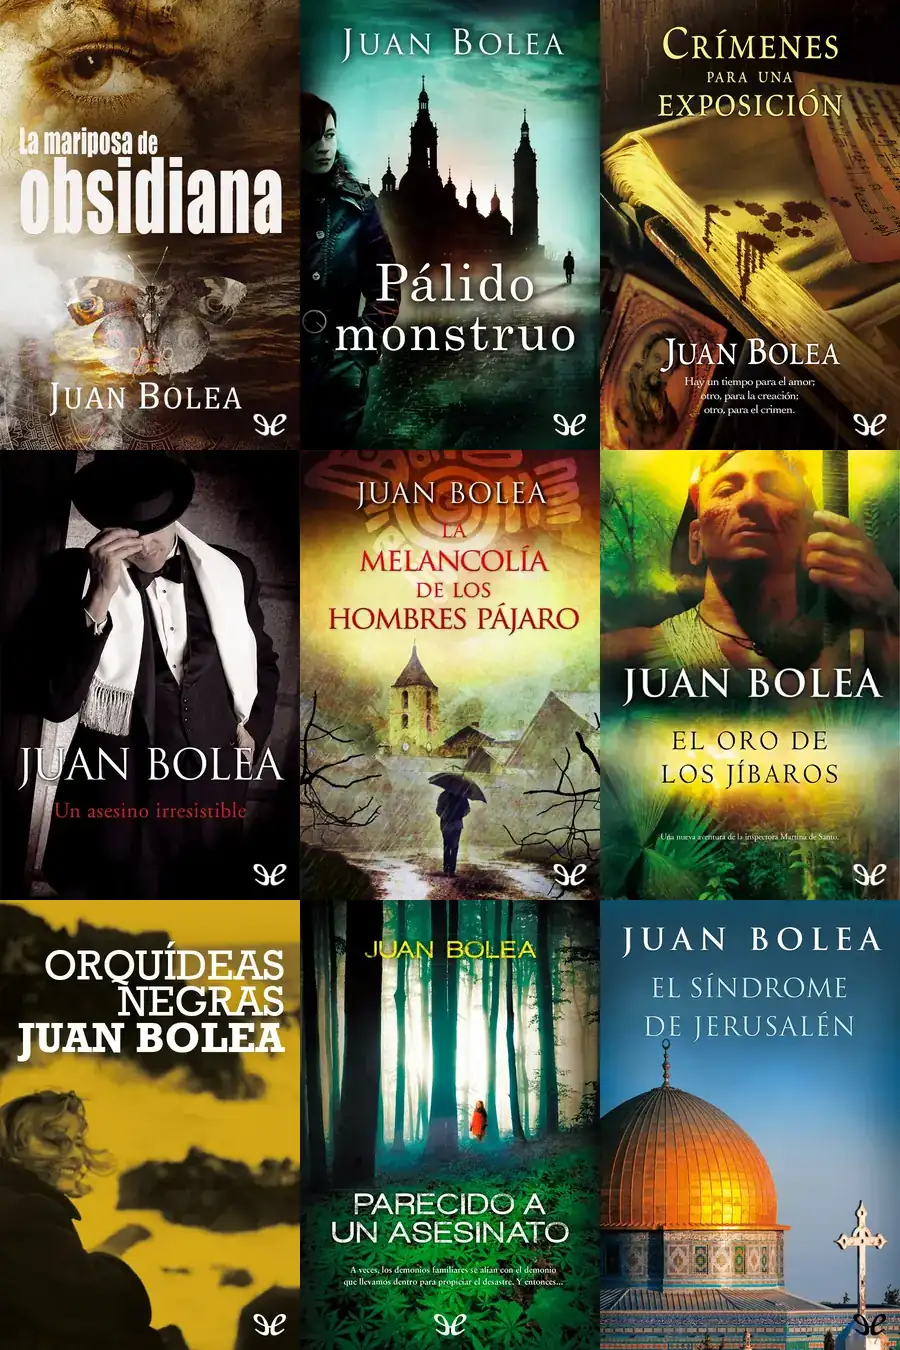 La mariposa de
obsidiana
JUAN BOLEA
JUAN BOLEA
Pálido
monstruo
CRÍMENES
PARA UNA
EXPOSICIÓN
JUAN BOLEA
Hay un tiempo para el amor;
otro, para la creación;
otro, para el crimen.
JUAN BOLEA
Un asesino irresistible
JUAN BOLEA
LA
MELANCOLÍA
DE LOS
HOMBRES PÁJARO
JUAN BOLEA
EL ORO DE
LOS JÍBAROS
Una nueva aventura de la inspectora Martina de Santo.
ORQUÍDEAS
NEGRAS
JUAN BOLEA
JUAN BOLEA
PARECIDO A
UN ASESINATO
A veces, los demonios familiares se alían con el demonio
que llevamos dentro para propiciar el desastre. Y entonces...
JUAN BOLEA
EL SÍNDROME
DE JERUSALÉN